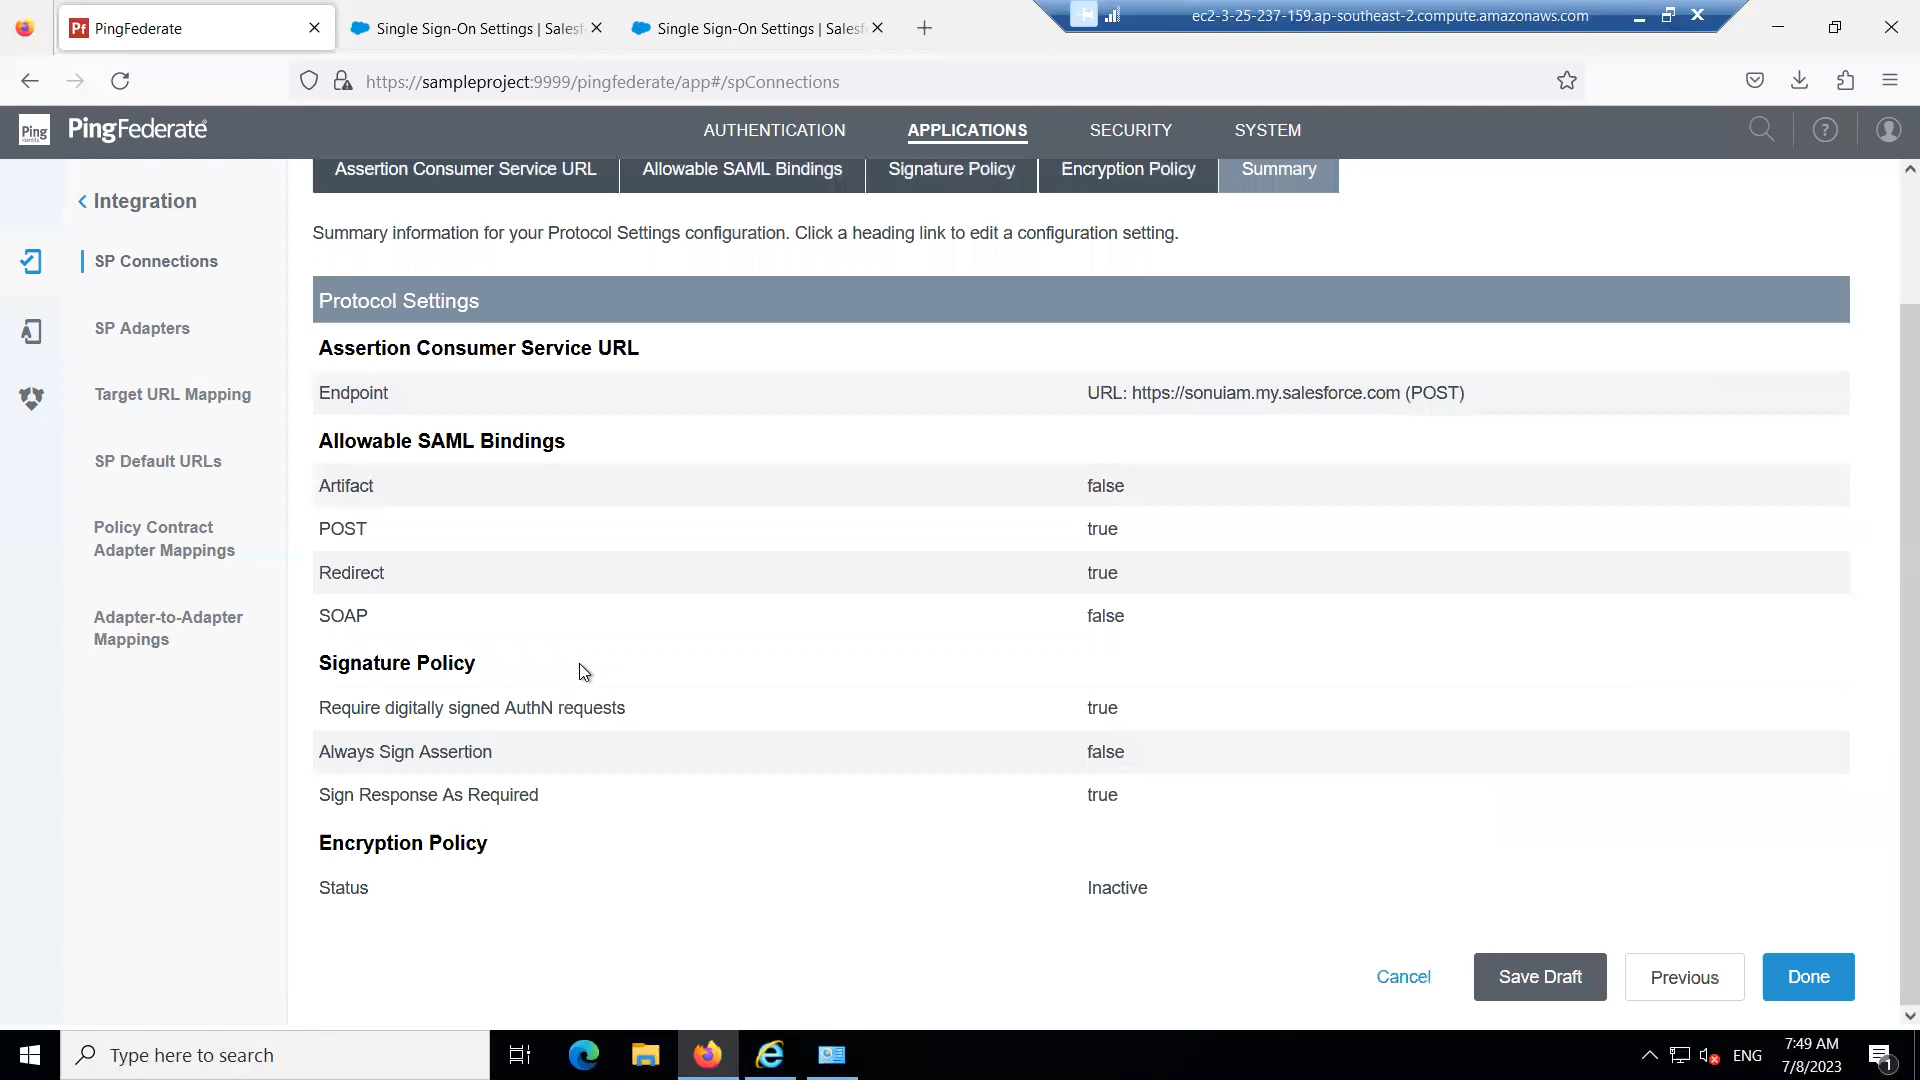 PingFederate
Single Sign-On Settings | Salesf
Single Sign-On Settings | Salesf
ec2-3-25-237-159.ap-southeast-2.compute.amazonaws.com
https://sampleproject:9999/pingfederate/app#/spConnections
Ping
PingFederate
AUTHENTICATION
APPLICATIONS
SECURITY
SYSTEM
Integration
SP Connections
SP Adapters
Target URL Mapping
SP Default URLs
Policy Contract
Adapter Mappings
Adapter-to-Adapter
Mappings
Assertion Consumer Service URL
Allowable SAML Bindings
Signature Policy
Encryption Policy
Summary
Summary information for your Protocol Settings configuration. Click a heading link to edit a configuration setting.
Protocol Settings
Assertion Consumer Service URL
Endpoint URL: https://sonuiam.my.salesforce.com (POST)
Allowable SAML Bindings
Artifact false
POST true
Redirect true
SOAP false
Signature Policy
Require digitally signed AuthN requests true
Always Sign Assertion false
Sign Response As Required true
Encryption Policy
Status Inactive
Cancel
Save Draft
Previous
Done
Type here to search
ENG
7:49 AM
7/8/2023
1